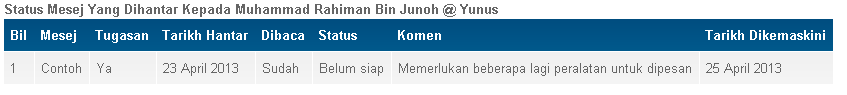 Status Mesej Yang Dihantar Kepada Muhammad Rahiman Bin Junoh @ Yunus
Bil Mesej Tugasan Tarikh Hantar Dibaca Status Komen Tarikh Dikemaskini
1 Contoh Ya 23 April 2013 Sudah Belum siap Memerlukan beberapa lagi peralatan untuk dipesan 25 April 2013